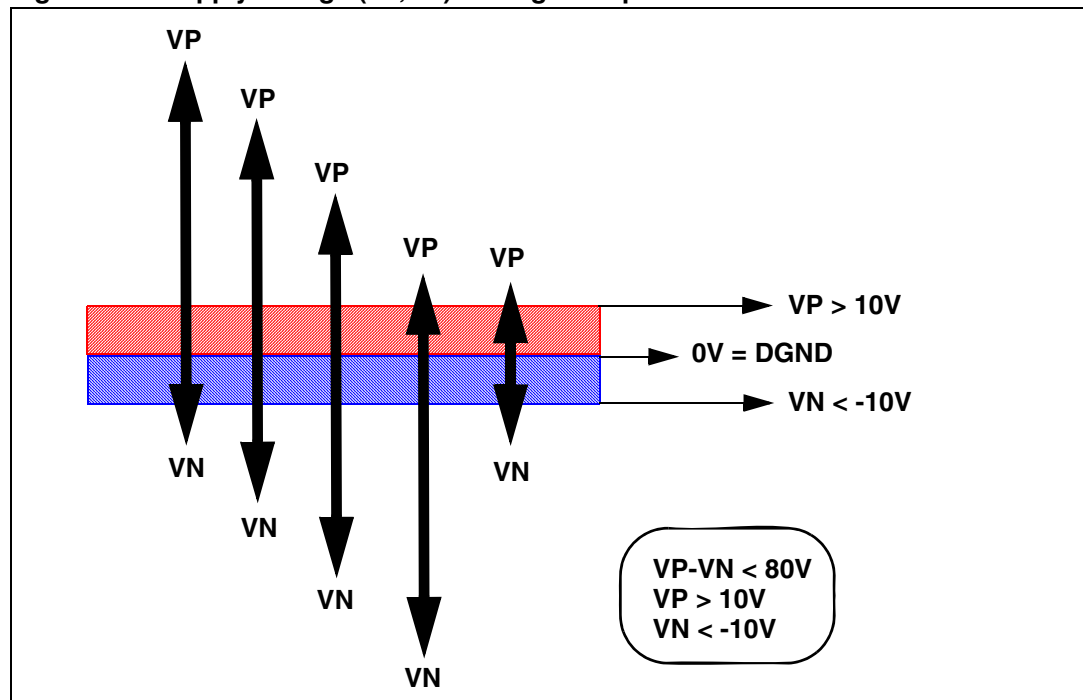 VP
VP
VP
VP
VP
VP > 10V
0V = DGND
VN < -10V
VN
VN
VN
VN
VN
VP-VN < 80V
VP > 10V
VN < -10V